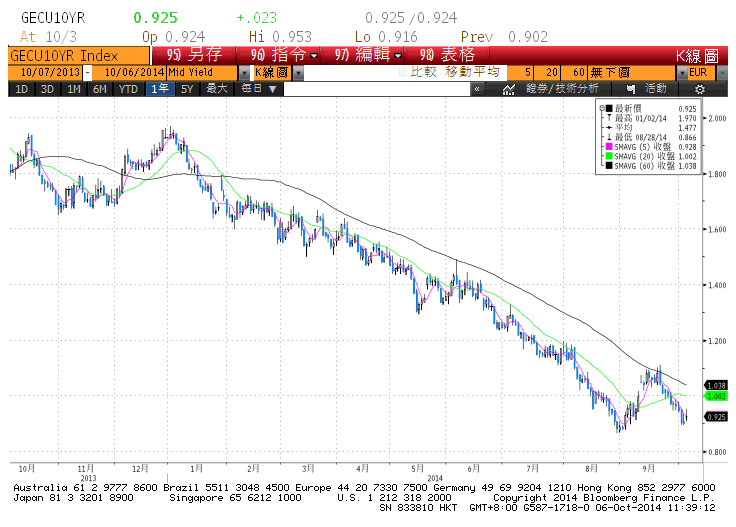 GECU10YR 0.925 +.023 0.925/0.924
At 10/3 Op 0.924 Hi 0.953 Lo 0.916 Prev 0.902
GECU10YR Index 95) 另存 96) 指令 97) 編輯 98) 表格 K線圖
10/07/2013 - 10/06/2014 Mid Yield K線圖 比較 移動平均 5 20 60 無下圖 EUR
1D 3D 1M 6M YTD 1年 5Y 最大 每日 « 證券/技術分析 活動
最新價 0.925
最高 01/02/14 1.970
平均 1.477
最低 08/28/14 0.866
SMAVG (5) 收盤 0.928
SMAVG (20) 收盤 1.002
SMAVG (60) 收盤 1.038
2.000
1.800
1.600
1.400
1.200
1.038
1.002
0.925
0.800
10月 11月 12月 1月 2月 3月 4月 5月 6月 7月 8月 9月
2013 2014
Australia 61 2 9777 8600 Brazil 5511 3048 4500 Europe 44 20 7330 7500 Germany 49 69 9204 1210 Hong Kong 852 2977 6000
Japan 81 3 3201 8900 Singapore 65 6212 1000 U.S. 1 212 318 2000 Copyright 2014 Bloomberg Finance L.P.
SN 833810 HKT GMT+8:00 G587-1718-0 06-Oct-2014 11:39:12